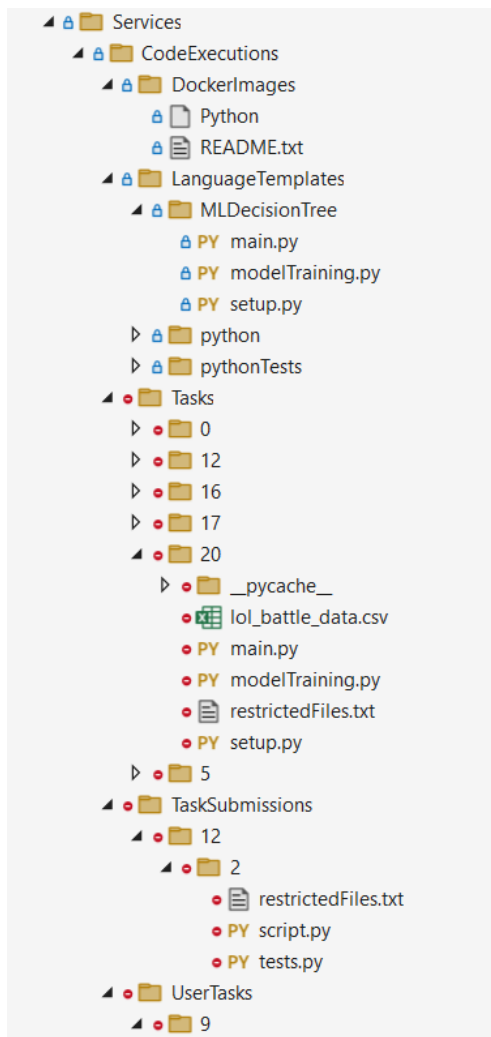 Services
CodeExecutions
DockerImages
Python
README.txt
LanguageTemplates
MLDecisionTree
PY main.py
PY modelTraining.py
PY setup.py
python
pythonTests
Tasks
0
12
16
17
20
__pycache__
lol_battle_data.csv
PY main.py
PY modelTraining.py
restrictedFiles.txt
PY setup.py
5
TaskSubmissions
12
2
restrictedFiles.txt
PY script.py
PY tests.py
UserTasks
9